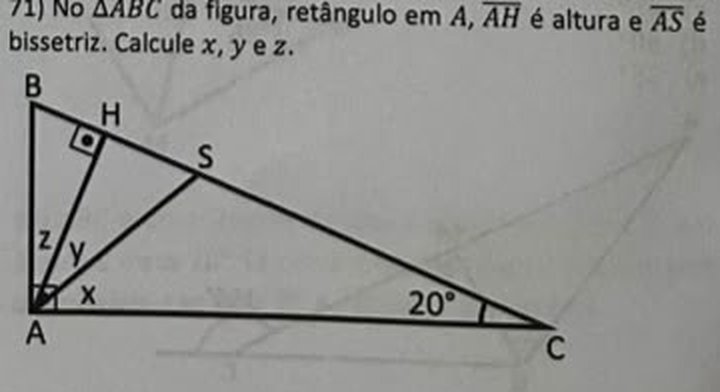 71) No ΔABC da figura, retângulo em A, AH é altura e AS é
bissetriz. Calcule x, y e z.
B
H
S
z
y
x
20°
A
C